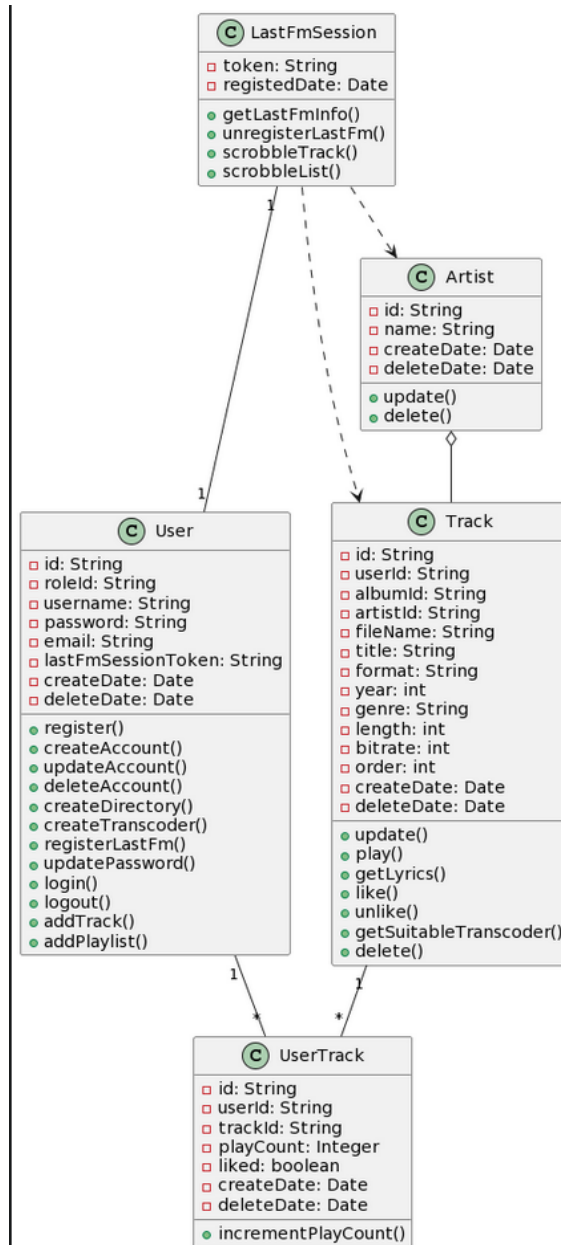 C LastFmSession
token: String
registedDate: Date
getLastFmInfo()
unregisterLastFm()
scrobbleTrack()
scrobbleList()
1
C Artist
id: String
name: String
createDate: Date
deleteDate: Date
update()
delete()
1
C User
id: String
roleId: String
username: String
password: String
email: String
lastFmSessionToken: String
createDate: Date
deleteDate: Date
register()
createAccount()
updateAccount()
deleteAccount()
createDirectory()
createTranscoder()
registerLastFm()
updatePassword()
login()
logout()
addTrack()
addPlaylist()
C Track
id: String
userId: String
albumId: String
artistId: String
fileName: String
title: String
format: String
year: int
genre: String
length: int
bitrate: int
order: int
createDate: Date
deleteDate: Date
update()
play()
getLyrics()
like()
unlike()
getSuitableTranscoder()
delete()
1
1
*
*
C UserTrack
id: String
userId: String
trackId: String
playCount: Integer
liked: boolean
createDate: Date
deleteDate: Date
incrementPlayCount()